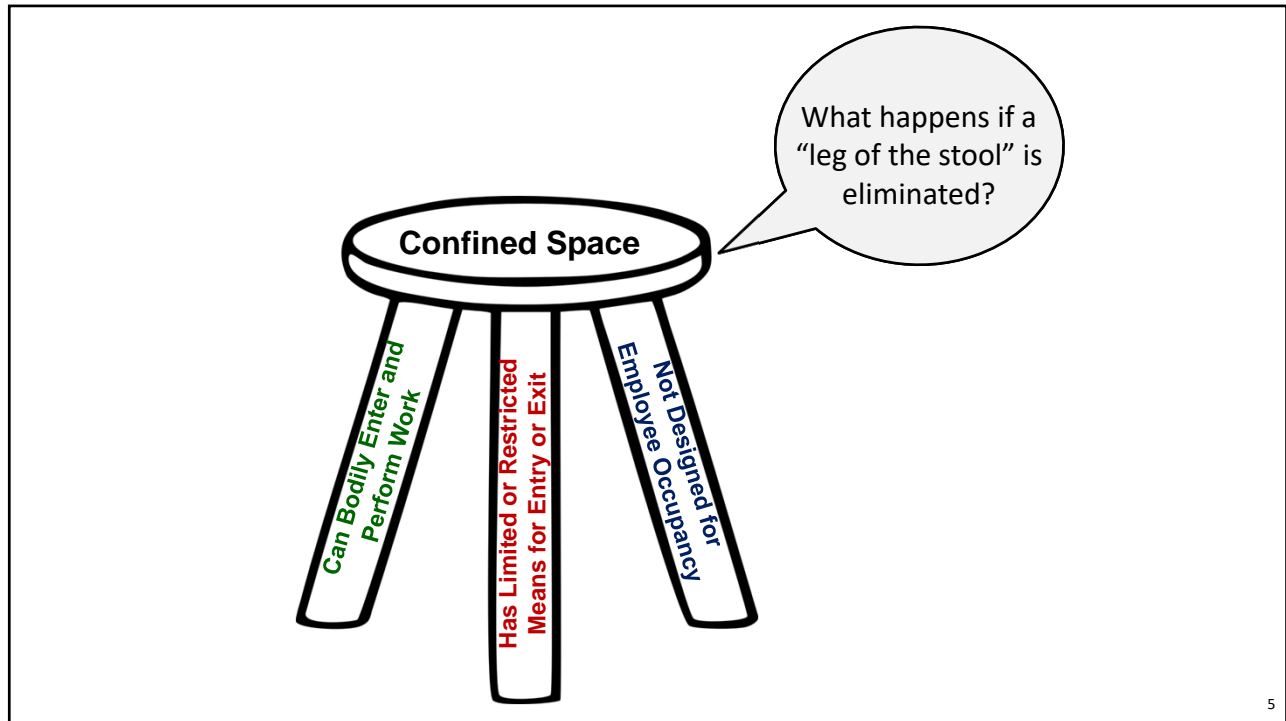 What happens if a
“leg of the stool” is
eliminated?
Confined Space
Can Bodily Enter and
Perform Work
Has Limited or Restricted
Means for Entry or Exit
Not Designed for
Employee Occupancy
5